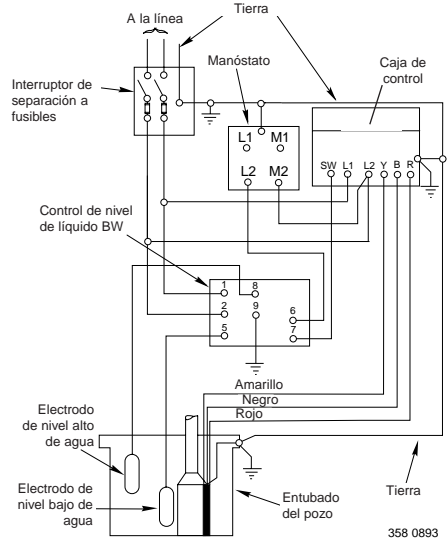 A la línea
Tierra
Interruptor de
separación a
fusibles
Manóstato
Caja de
control
L1
M1
L2
M2
SW
L1
L2
Y
B
R
Control de nivel
de líquido BW
1
8
2
9
6
5
7
Amarillo
Negro
Rojo
Electrodo
de nivel alto
de agua
Electrodo de
nivel bajo de
agua
Entubado
del pozo
Tierra
358 0893